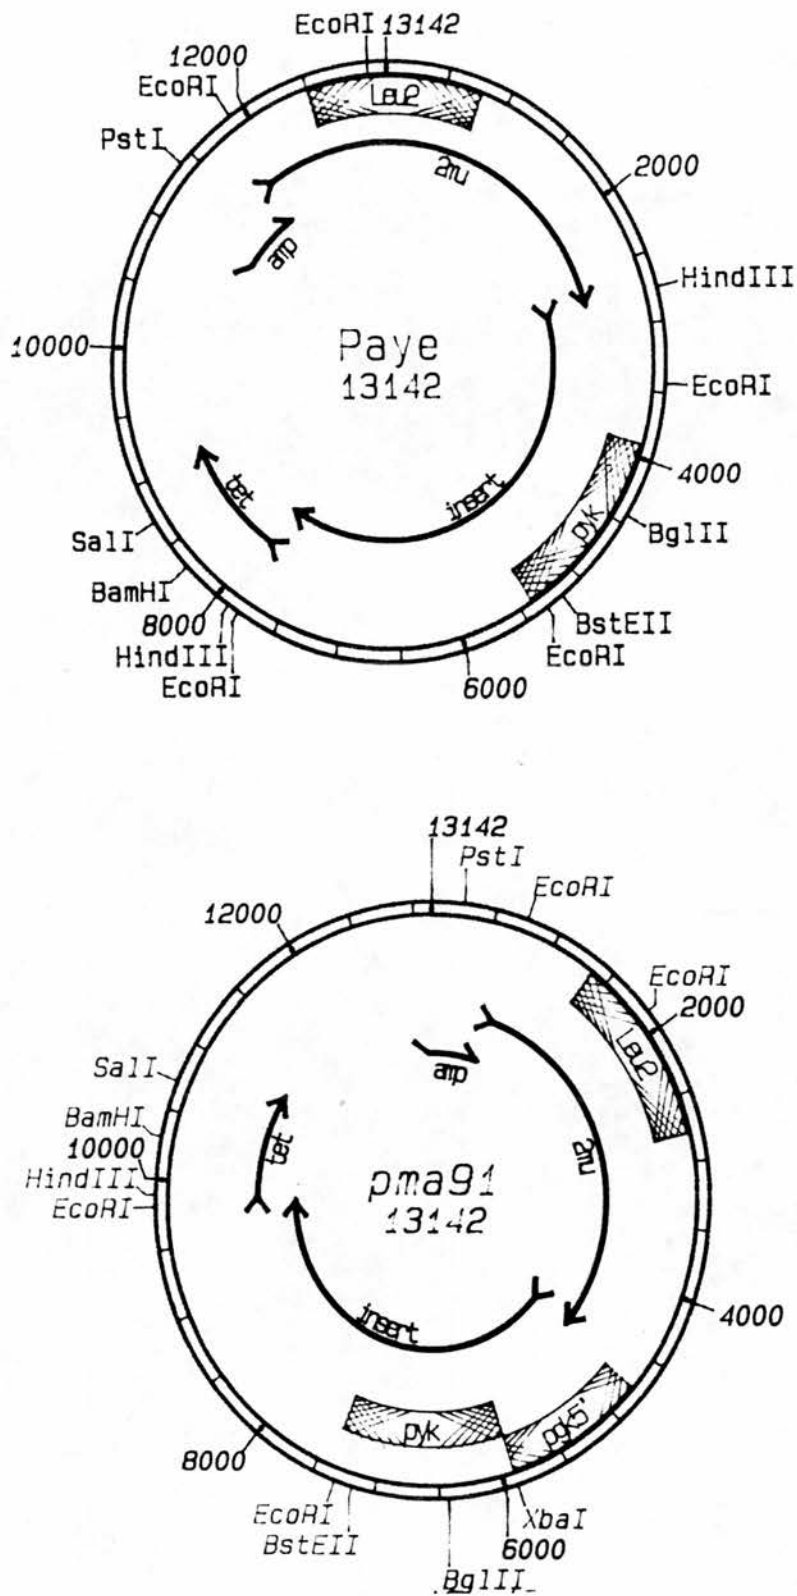 EcoRI 13142
12000
EcoRI
Leu2
PstI
2mu
2000
amp
HindIII
10000
Paye
13142
EcoRI
4000
tet
insert
pyk
BglII
SalI
BamHI
8000
BstEII
HindIII
EcoRI
EcoRI
6000
13142
PstI
EcoRI
12000
EcoRI
2000
Leu2
amp
SalI
BamHI
tet
2mu
10000
HindIII
EcoRI
pma91
13142
4000
insert
pgk5'
pyk
8000
EcoRI
XbaI
BstEII
6000
BglII